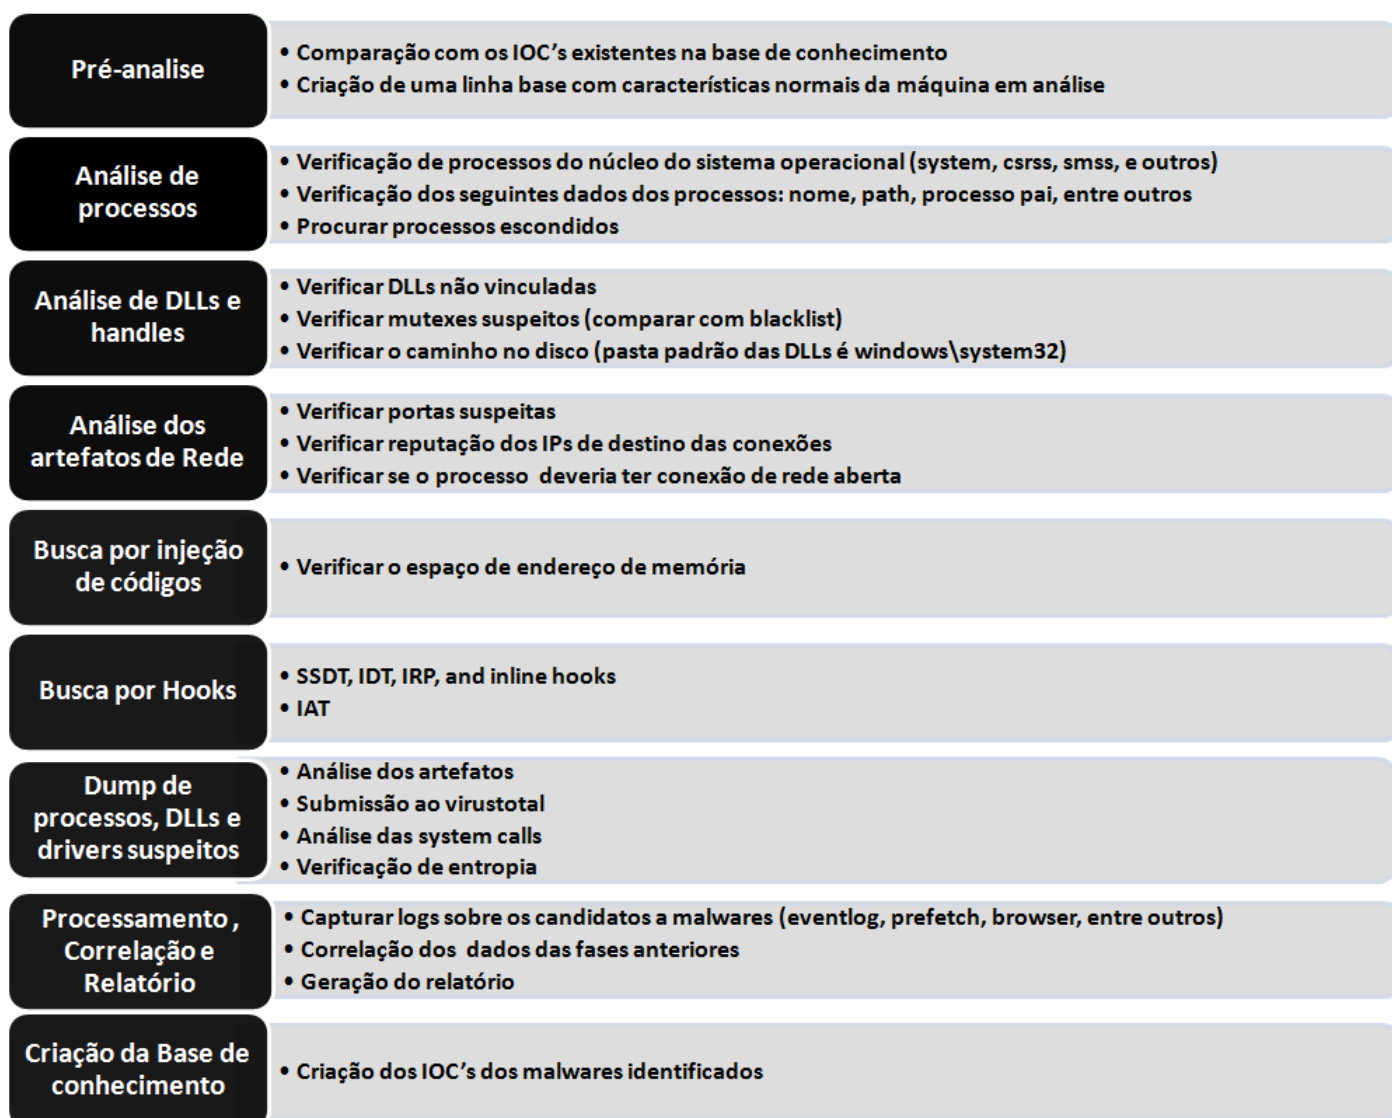 Pré-analise
• Comparação com os IOC's existentes na base de conhecimento
• Criação de uma linha base com características normais da máquina em análise
Análise de
processos
• Verificação de processos do núcleo do sistema operacional (system, csrss, smss, e outros)
• Verificação dos seguintes dados dos processos: nome, path, processo pai, entre outros
• Procurar processos escondidos
Análise de DLLs e
handles
• Verificar DLLs não vinculadas
• Verificar mutexes suspeitos (comparar com blacklist)
• Verificar o caminho no disco (pasta padrão das DLLs é windows\system32)
Análise dos
artefatos de Rede
• Verificar portas suspeitas
• Verificar reputação dos IPs de destino das conexões
• Verificar se o processo deveria ter conexão de rede aberta
Busca por injeção
de códigos
• Verificar o espaço de endereço de memória
Busca por Hooks
• SSDT, IDT, IRP, and inline hooks
• IAT
Dump de
processos, DLLs e
drivers suspeitos
• Análise dos artefatos
• Submissão ao virustotal
• Análise das system calls
• Verificação de entropia
Processamento ,
Correlação e
Relatório
• Capturar logs sobre os candidatos a malwares (eventlog, prefetch, browser, entre outros)
• Correlação dos dados das fases anteriores
• Geração do relatório
Criação da Base de
conhecimento
• Criação dos IOC's dos malwares identificados